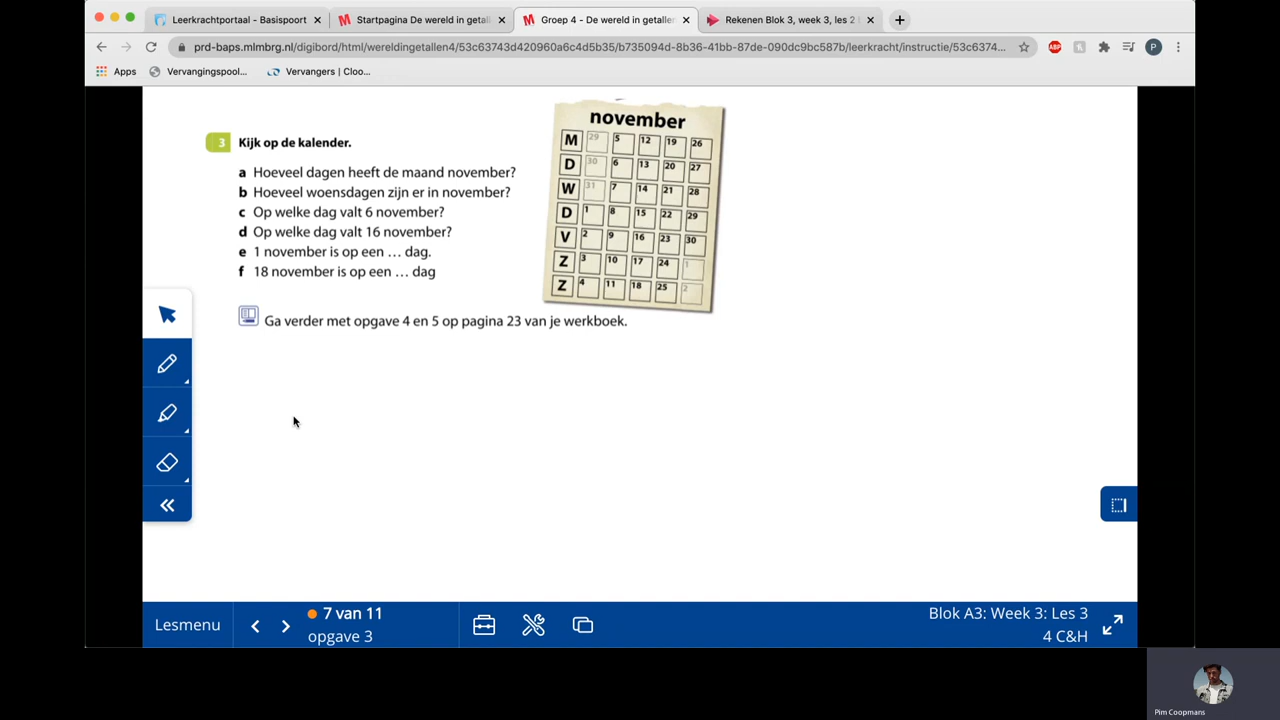 Leerkrachtportaal - Basispoort
Startpagina De wereld in getal
Groep 4 - De wereld in getallen
Rekenen Blok 3, week 3, les 2
prd-baps.mlmbrg.nl/digibord/html/wereldingetallen4/53c63743d420960a6c4d5b35/b735094d-8b36-41bb-87de-090dc9bc587b/leerkracht/instructie/53c6374...
ABP
P
Apps
Vervangingspool...
Vervangers | Cloo...
3 Kijk op de kalender.
a Hoeveel dagen heeft de maand november?
b Hoeveel woensdagen zijn er in november?
c Op welke dag valt 6 november?
d Op welke dag valt 16 november?
e 1 november is op een ... dag.
f 18 november is op een ... dag
november
M 29 5 12 19 26
D 30 6 13 20 27
W 31 7 14 21 28
D 1 8 15 22 29
V 2 9 16 23 30
Z 3 10 17 24 1
Z 4 11 18 25 2
Ga verder met opgave 4 en 5 op pagina 23 van je werkboek.
Lesmenu
7 van 11
opgave 3
Blok A3: Week 3: Les 3
4 C&H
Pim Coopmans